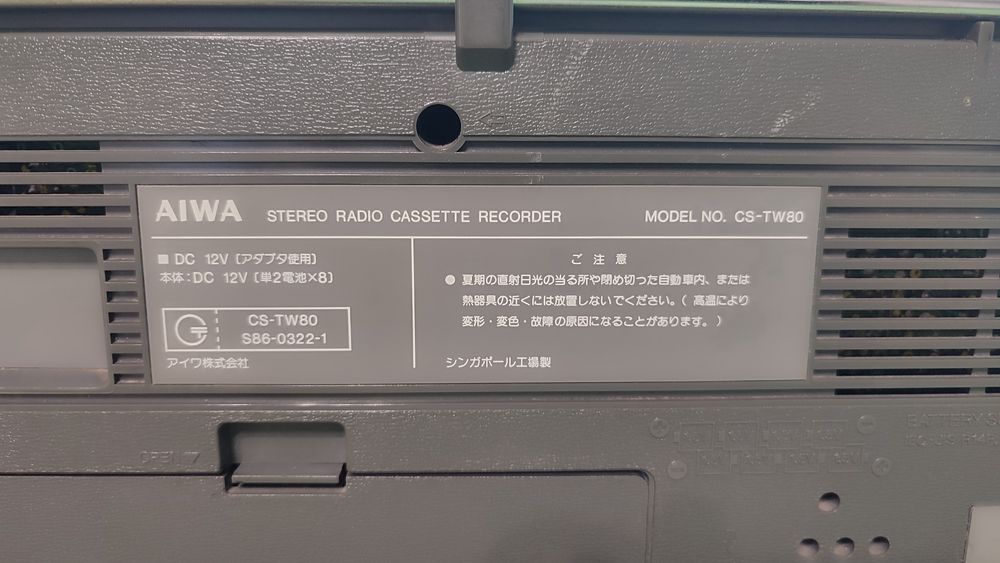 AIWA STEREO RADIO CASSETTE RECORDER MODEL NO. CS-TW80
■ DC 12V〔アダプタ使用〕
本体：DC 12V〔単2電池×8〕
CS-TW80
S86-0322-1
アイワ株式会社
ご注意
● 夏期の直射日光の当る所や閉め切った自動車内、または
熱器具の近くには放置しないでください。（高温により
変形・変色・故障の原因になることがあります。）
シンガポール工場製
OPEN